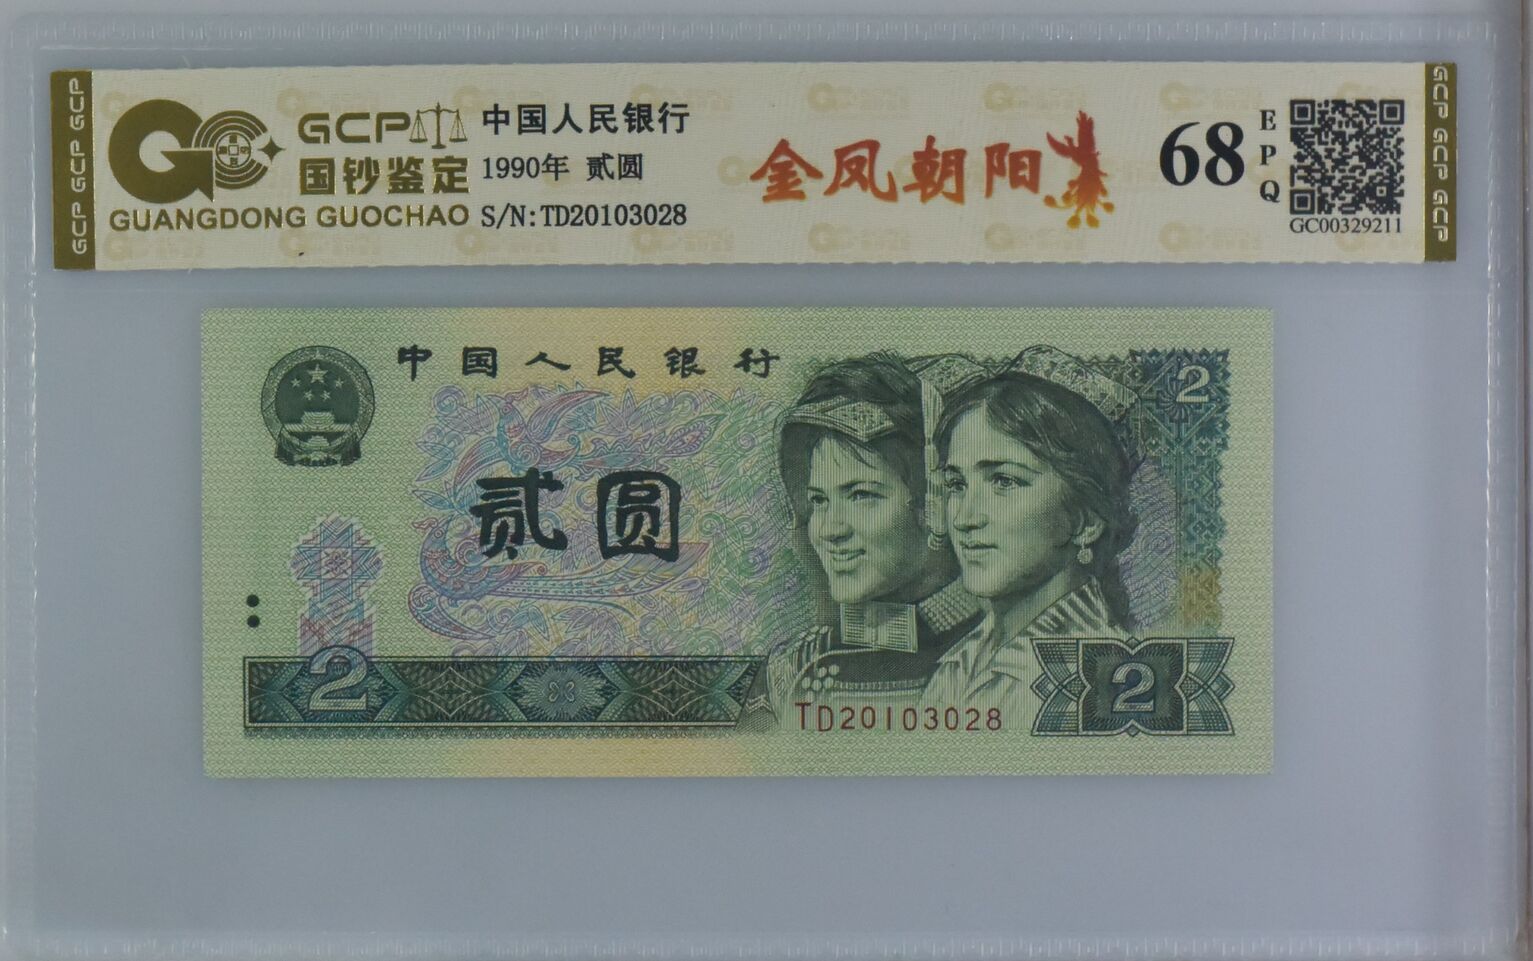 GCP GCP GCP
GCP
国钞鉴定
GUANGDONG GUOCHAO
中国人民银行
1990年 贰圆
S/N:TD20103028
金凤朝阳
68
EPQ
GC00329211
GCP GCP GCP
中国人民银行
2
贰圆
2
TD20103028
2